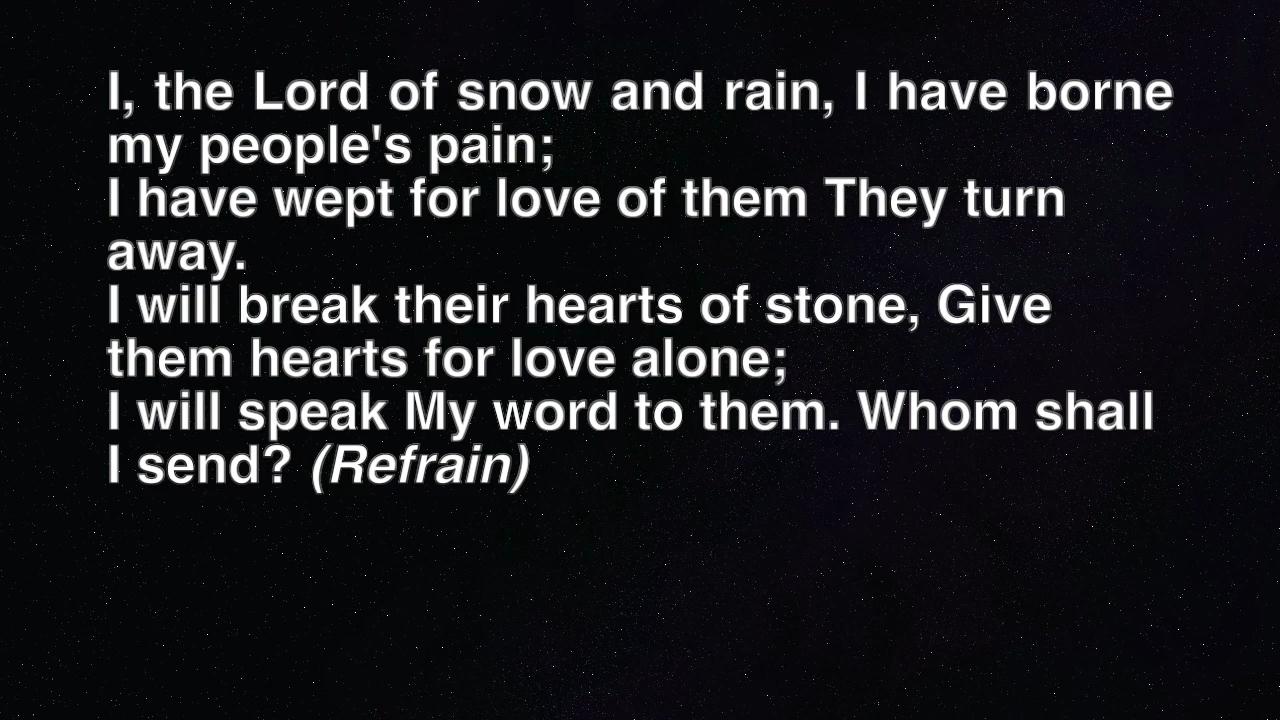 I, the Lord of snow and rain, I have borne
my people's pain;
I have wept for love of them They turn
away.
I will break their hearts of stone, Give
them hearts for love alone;
I will speak My word to them. Whom shall
I send? (Refrain)